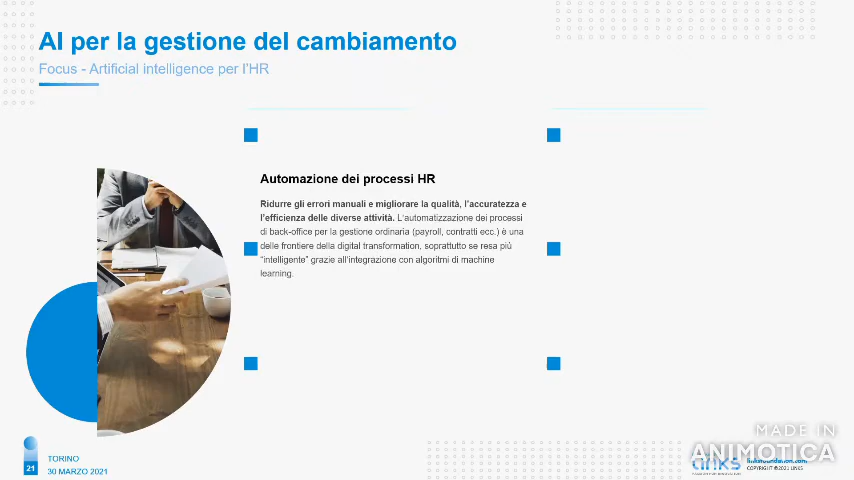 AI per la gestione del cambiamento
Focus - Artificial intelligence per l'HR
Automazione dei processi HR
Ridurre gli errori manuali e migliorare la qualità, l'accuratezza e
l'efficienza delle diverse attività. L'automatizzazione dei processi
di back-office per la gestione ordinaria (payroll, contratti ecc.) è una
delle frontiere della digital transformation, soprattutto se resa più
"intelligente" grazie all'integrazione con algoritmi di machine
learning.
21
TORINO
30 MARZO 2021
MADE IN
ANIMOTICA
LINKS
COPYRIGHT ©2021 LINKS